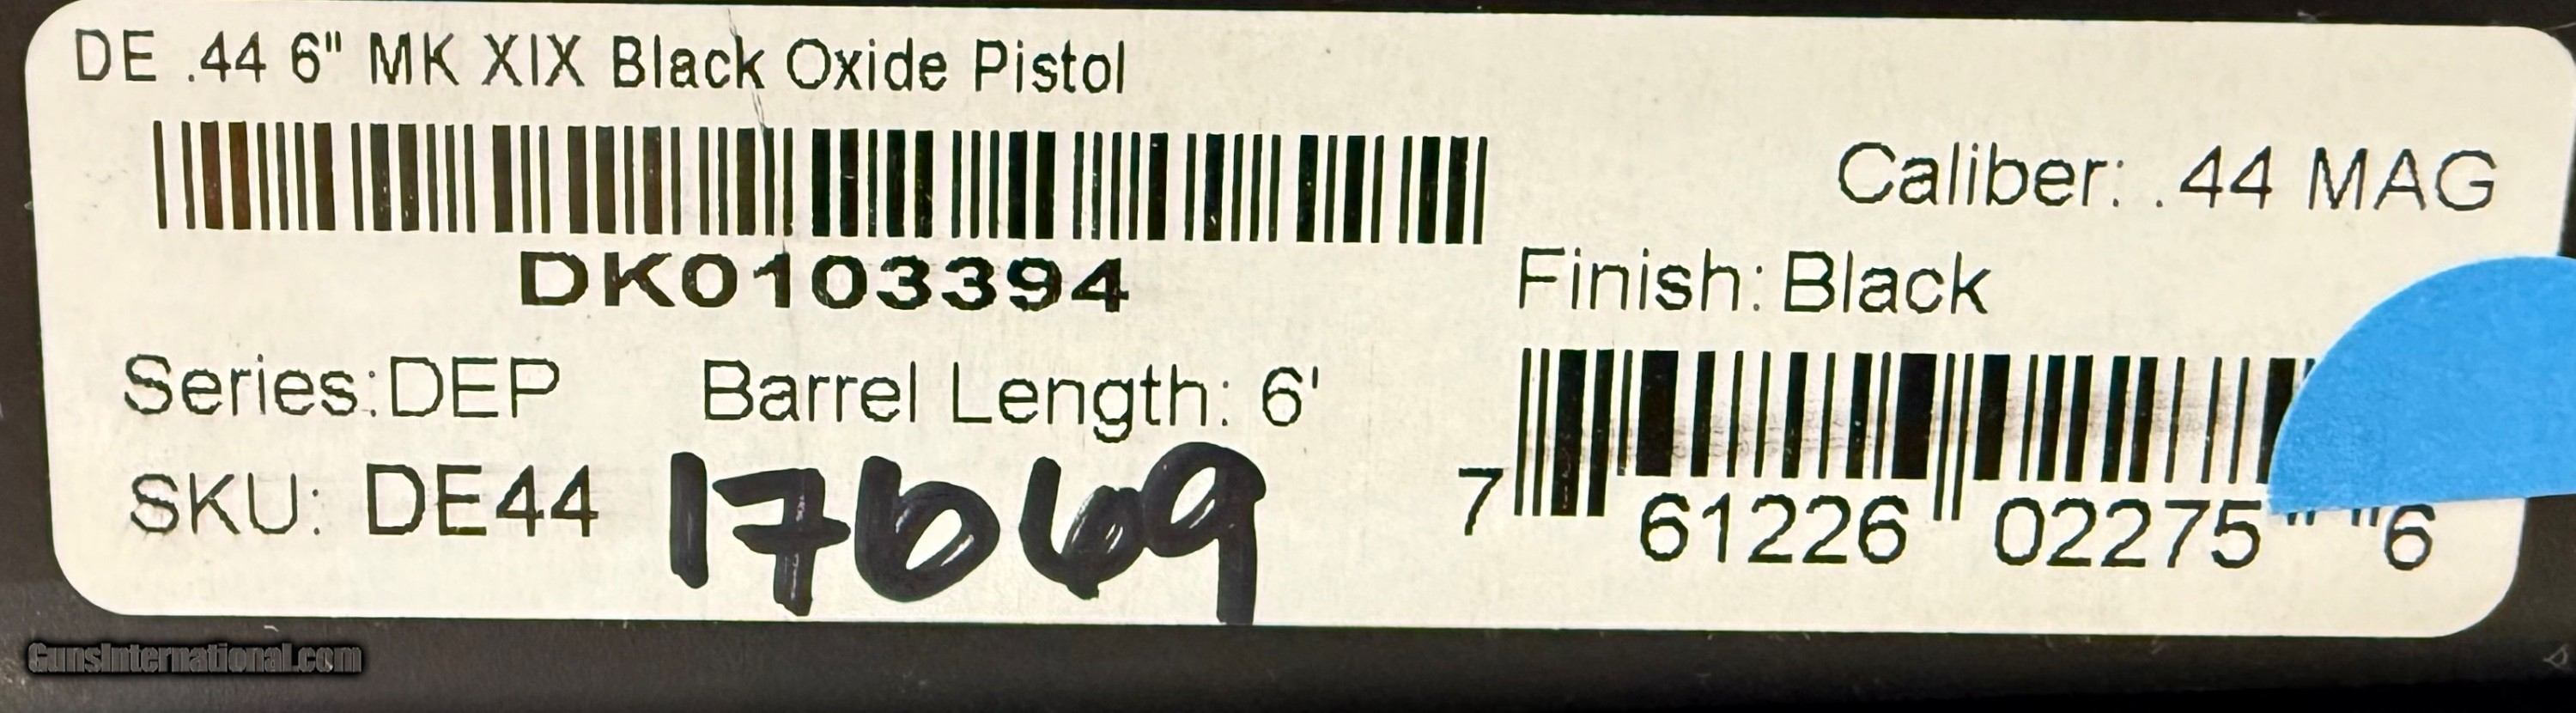 DE .44 6" MK XIX Black Oxide Pistol
DK0103394
Caliber: .44 MAG
Finish: Black
Series:DEP Barrel Length: 6'
SKU: DE44
17669
7 61226 02275 6
GunsInternational.com